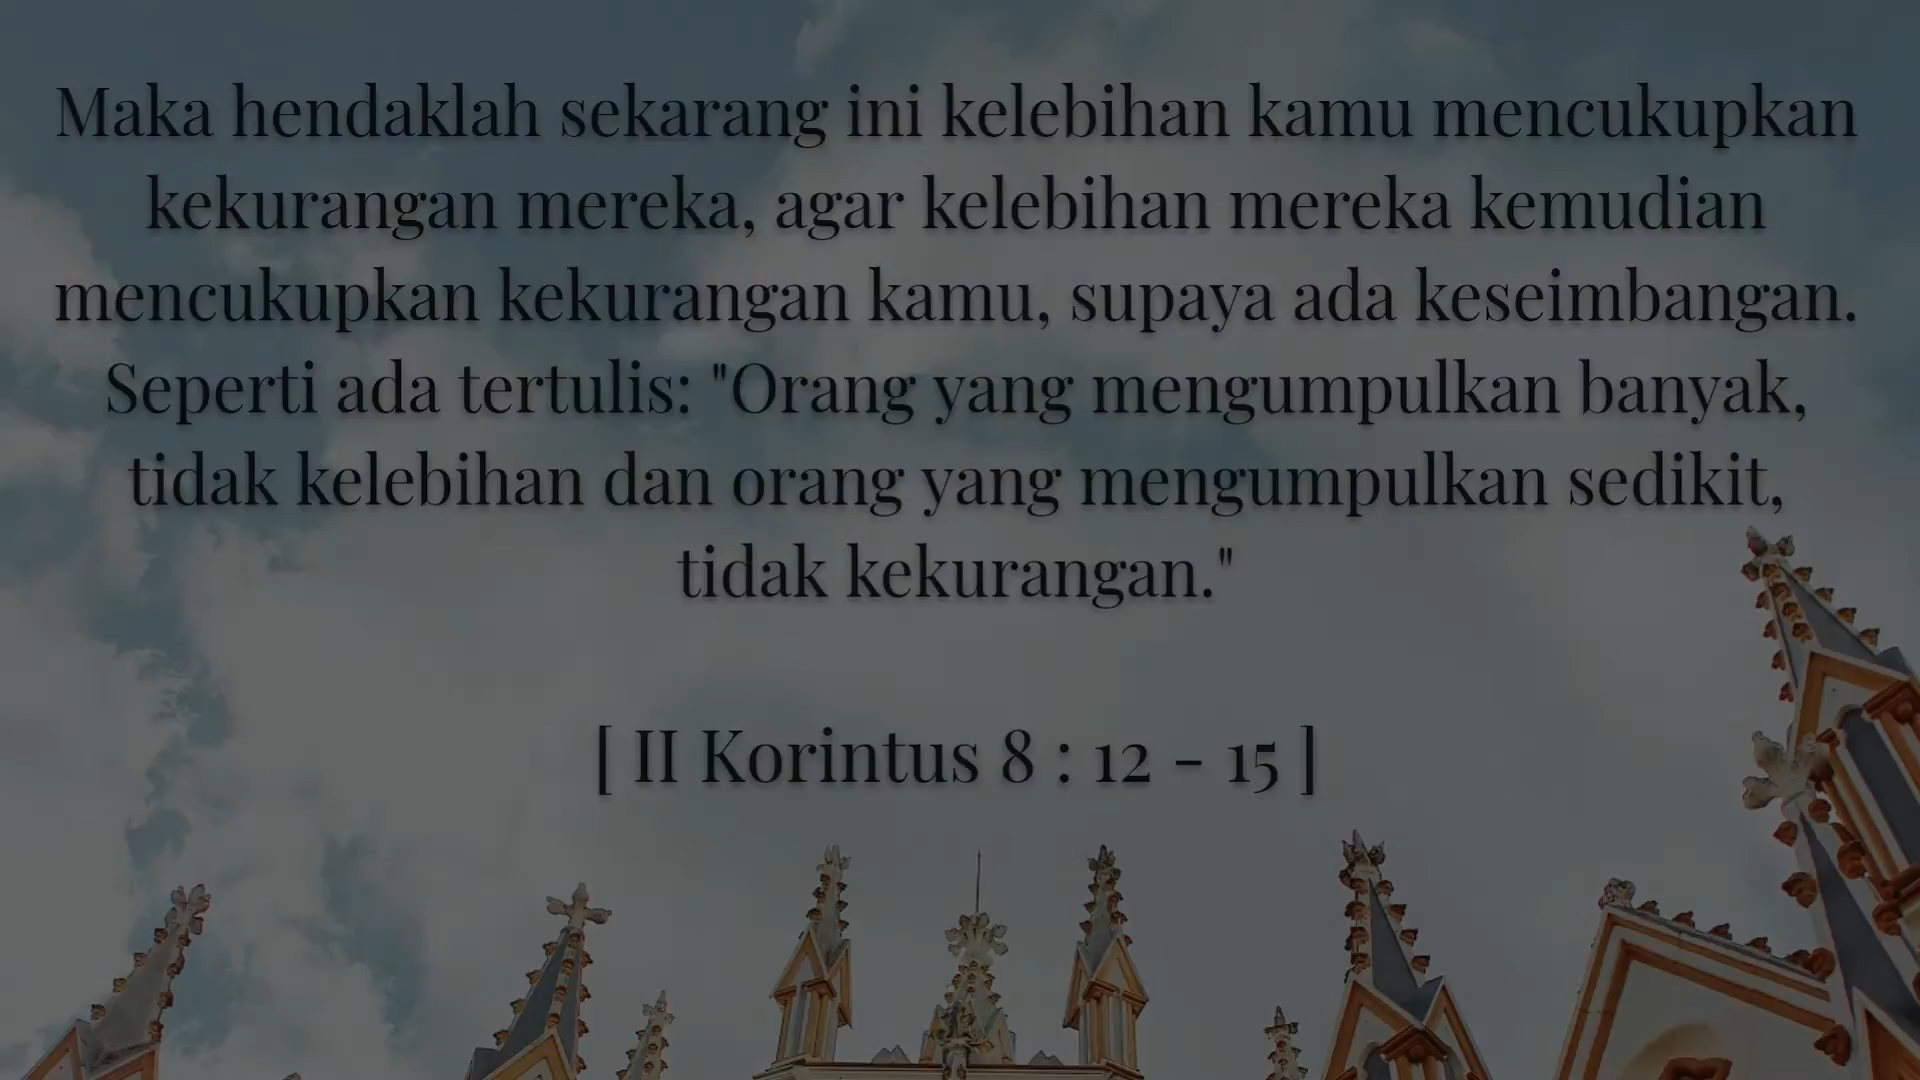 Maka hendaklah sekarang ini kelebihan kamu mencukupkan
kekurangan mereka, agar kelebihan mereka kemudian
mencukupkan kekurangan kamu, supaya ada keseimbangan.
Seperti ada tertulis: "Orang yang mengumpulkan banyak,
tidak kelebihan dan orang yang mengumpulkan sedikit,
tidak kekurangan."
[ II Korintus 8 : 12 - 15 ]